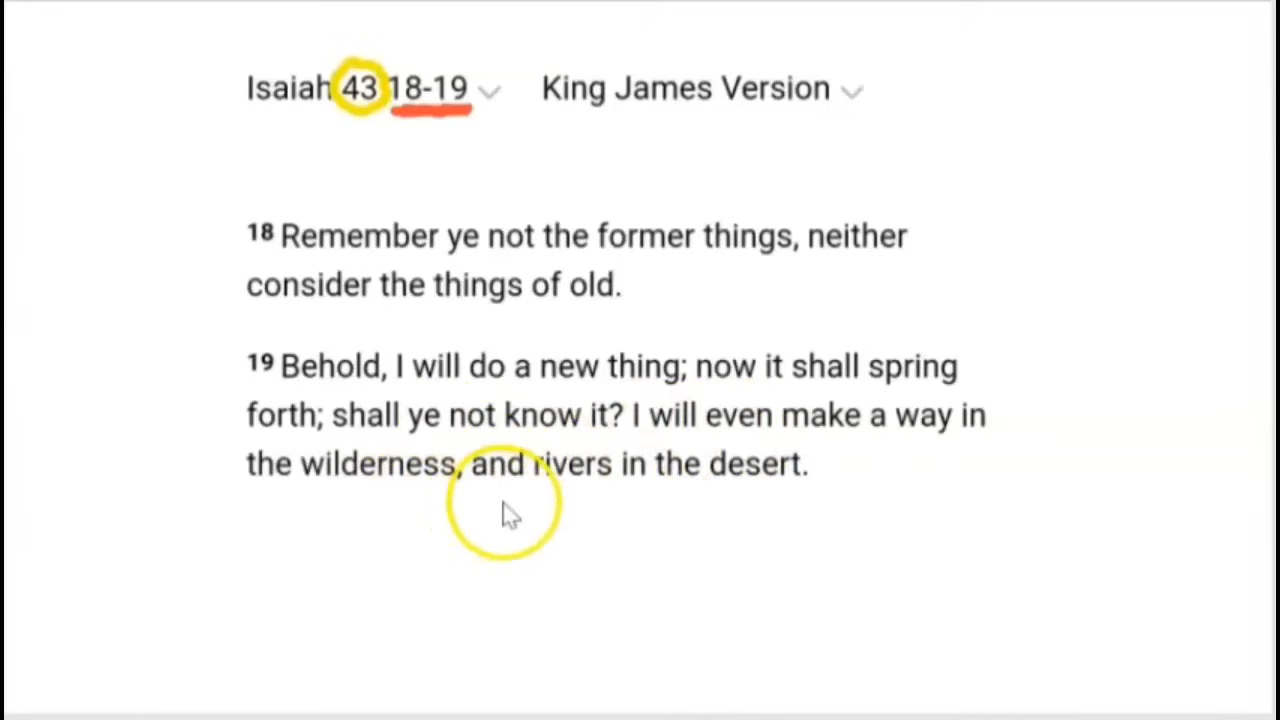 Isaiah 43 18-19 King James Version
18 Remember ye not the former things, neither
consider the things of old.
19 Behold, I will do a new thing; now it shall spring
forth; shall ye not know it? I will even make a way in
the wilderness, and rivers in the desert.